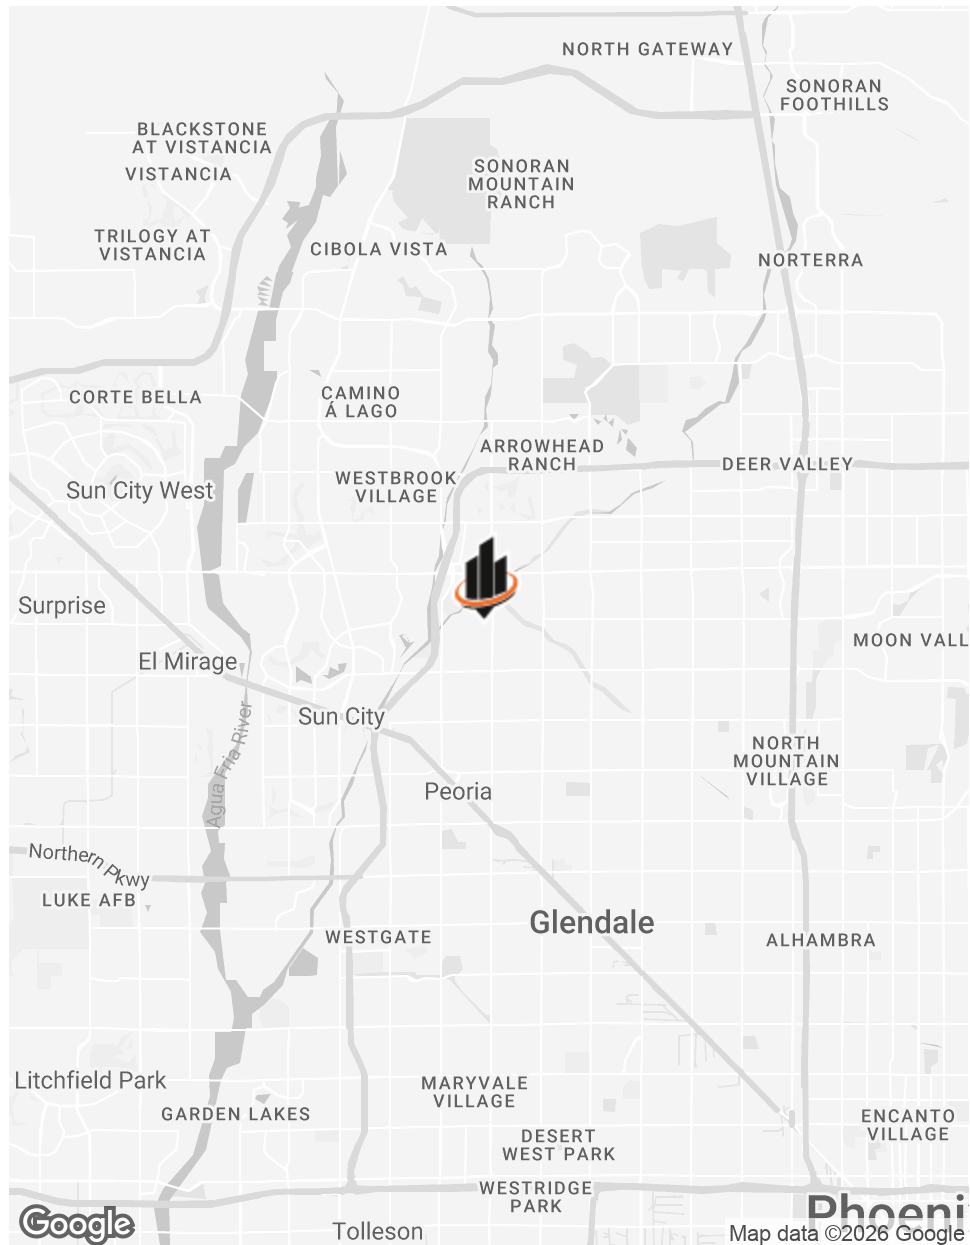 NORTH GATEWAY
SONORAN
FOOTHILLS
BLACKSTONE
AT VISTANCIA
VISTANCIA
SONORAN
MOUNTAIN
RANCH
TRILOGY AT
VISTANCIA
CIBOLA VISTA
NORTERRA
CORTE BELLA
CAMINO
Á LAGO
ARROWHEAD
RANCH
DEER VALLEY
WESTBROOK
VILLAGE
Sun City West
Surprise
MOON VALL
El Mirage
Sun City
Agua Fria River
NORTH
MOUNTAIN
VILLAGE
Peoria
Northern Pkwy
LUKE AFB
Glendale
WESTGATE
ALHAMBRA
Litchfield Park
MARYVALE
VILLAGE
GARDEN LAKES
ENCANTO
VILLAGE
DESERT
WEST PARK
WESTRIDGE
PARK
Phoeni
Google
Tolleson
Map data ©2026 Google